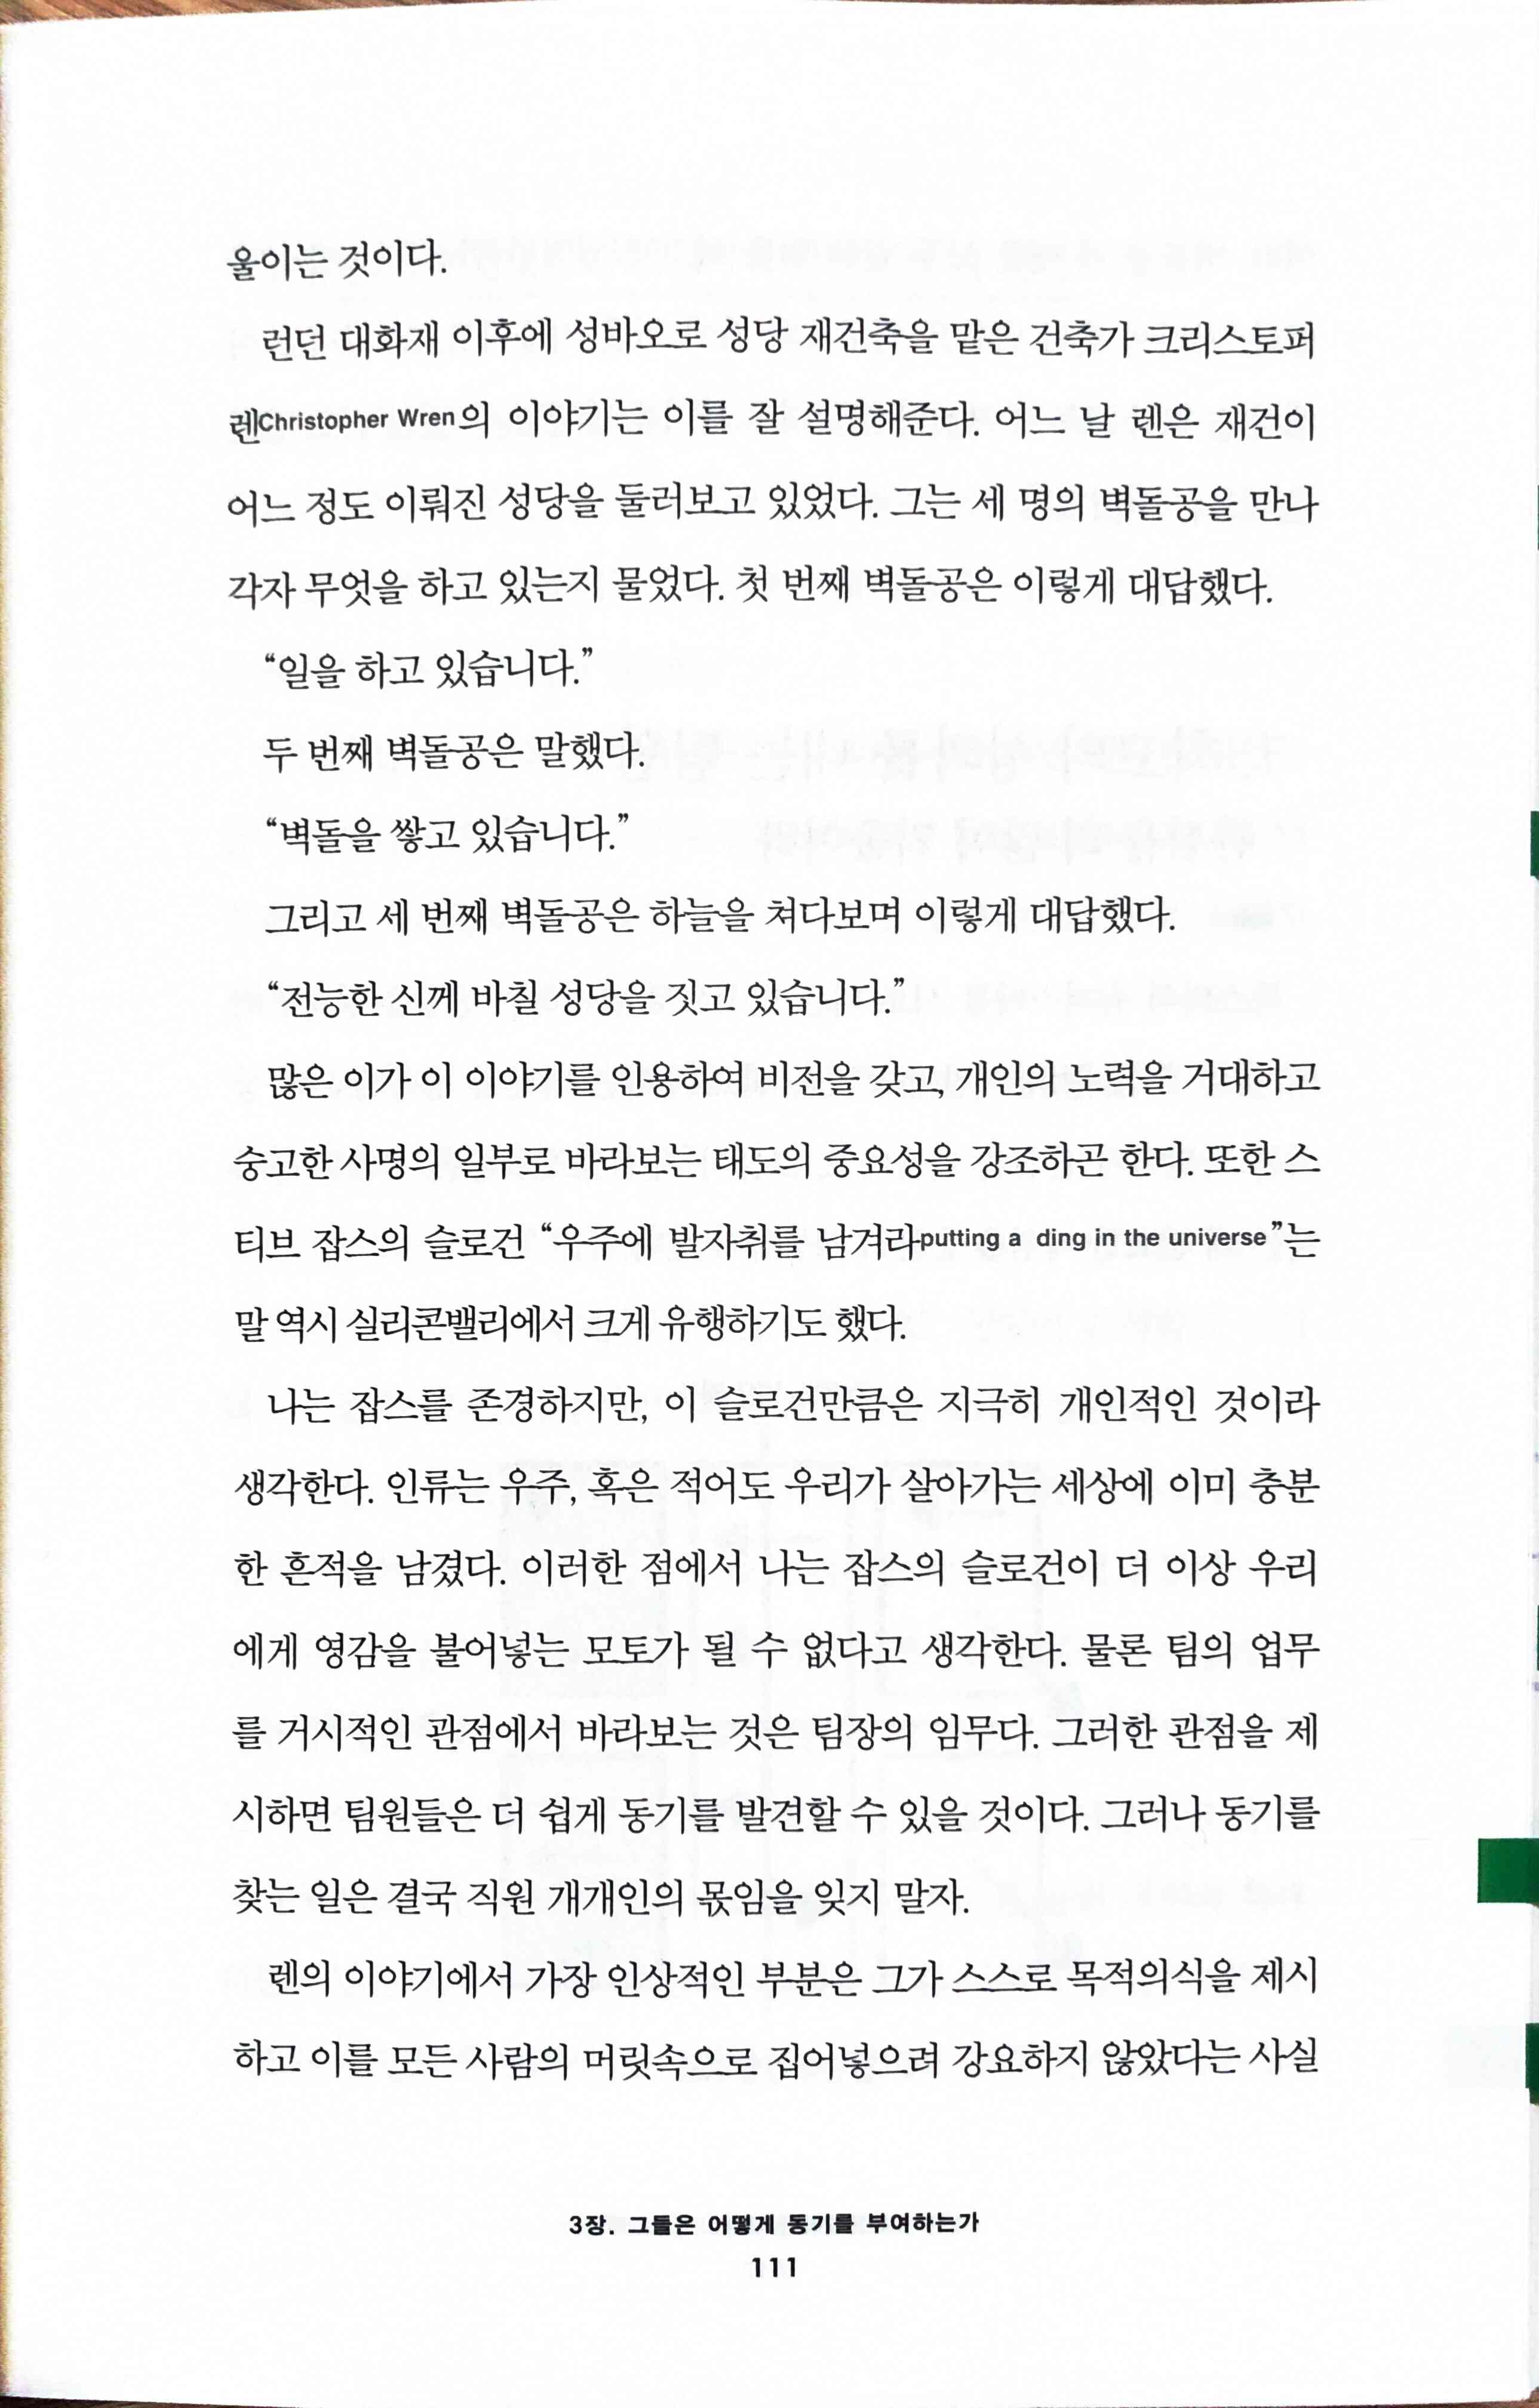 울이는 것이다.
런던 대화재 이후에 성바오로 성당 재건축을 맡은 건축가 크리스토퍼
렌Christopher Wren의 이야기는 이를 잘 설명해준다. 어느 날 렌은 재건이
어느 정도 이뤄진 성당을 둘러보고 있었다. 그는 세 명의 벽돌공을 만나
각자 무엇을 하고 있는지 물었다. 첫 번째 벽돌공은 이렇게 대답했다.
“일을 하고 있습니다.”
두 번째 벽돌공은 말했다.
“벽돌을 쌓고 있습니다.”
그리고 세 번째 벽돌공은 하늘을 쳐다보며 이렇게 대답했다.
“전능한 신께 바칠 성당을 짓고 있습니다.”
많은 이가 이 이야기를 인용하여 비전을 갖고, 개인의 노력을 거대하고
숭고한 사명의 일부로 바라보는 태도의 중요성을 강조하곤 한다. 또한 스
티브 잡스의 슬로건 “우주에 발자취를 남겨라putting a ding in the universe”는
말 역시 실리콘밸리에서 크게 유행하기도 했다.
나는 잡스를 존경하지만, 이 슬로건만큼은 지극히 개인적인 것이라
생각한다. 인류는 우주, 혹은 적어도 우리가 살아가는 세상에 이미 충분
한 흔적을 남겼다. 이러한 점에서 나는 잡스의 슬로건이 더 이상 우리
에게 영감을 불어넣는 모토가 될 수 없다고 생각한다. 물론 팀의 업무
를 거시적인 관점에서 바라보는 것은 팀장의 임무다. 그러한 관점을 제
시하면 팀원들은 더 쉽게 동기를 발견할 수 있을 것이다. 그러나 동기를
찾는 일은 결국 직원 개개인의 몫임을 잊지 말자.
렌의 이야기에서 가장 인상적인 부분은 그가 스스로 목적의식을 제시
하고 이를 모든 사람의 머릿속으로 집어넣으려 강요하지 않았다는 사실
3장. 그들은 어떻게 동기를 부여하는가
111